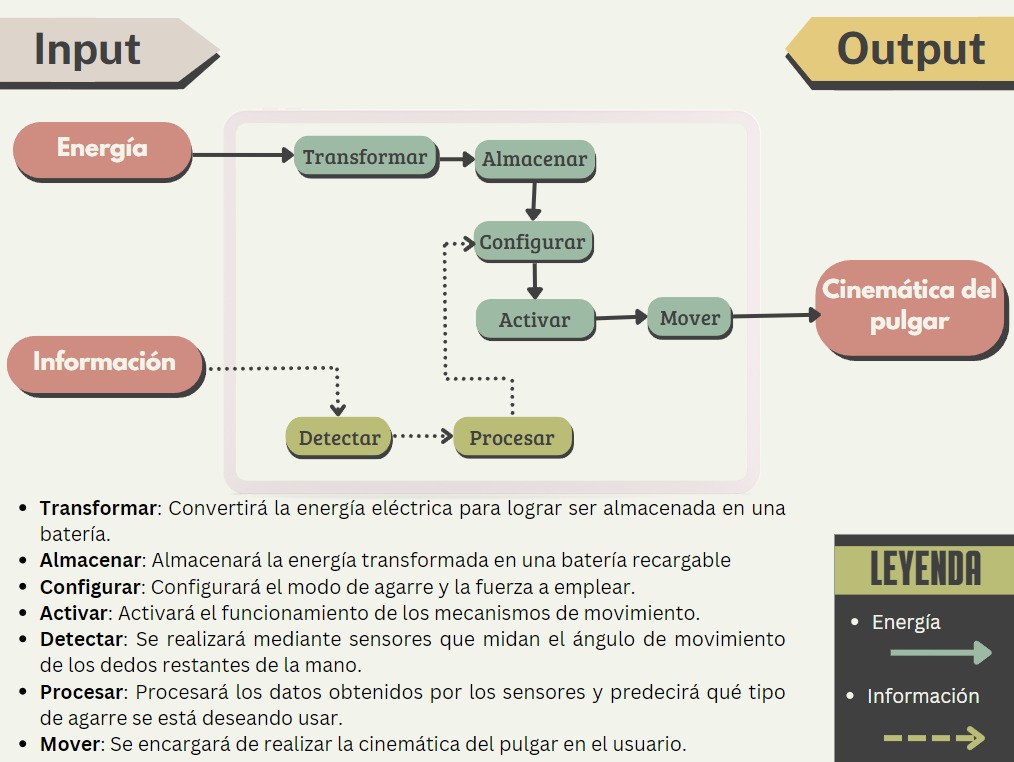 Input
Output
Energía
Transformar
Almacenar
Configurar
Activar
Mover
Cinemática del
pulgar
Información
Detectar
Procesar
• Transformar: Convertirá la energía eléctrica para lograr ser almacenada en una
batería.
• Almacenar: Almacenará la energía transformada en una batería recargable
• Configurar: Configurará el modo de agarre y la fuerza a emplear.
• Activar: Activará el funcionamiento de los mecanismos de movimiento.
• Detectar: Se realizará mediante sensores que midan el ángulo de movimiento
de los dedos restantes de la mano.
• Procesar: Procesará los datos obtenidos por los sensores y predecirá qué tipo
de agarre se está deseando usar.
• Mover: Se encargará de realizar la cinemática del pulgar en el usuario.
LEYENDA
• Energía
• Información